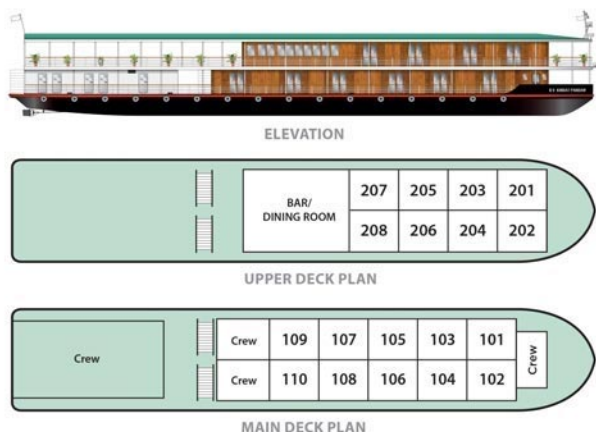 ELEVATION
BAR/
DINING ROOM
207 205 203 201
208 206 204 202
UPPER DECK PLAN
Crew
Crew 109 107 105 103 101
Crew 110 108 106 104 102
Crew
MAIN DECK PLAN